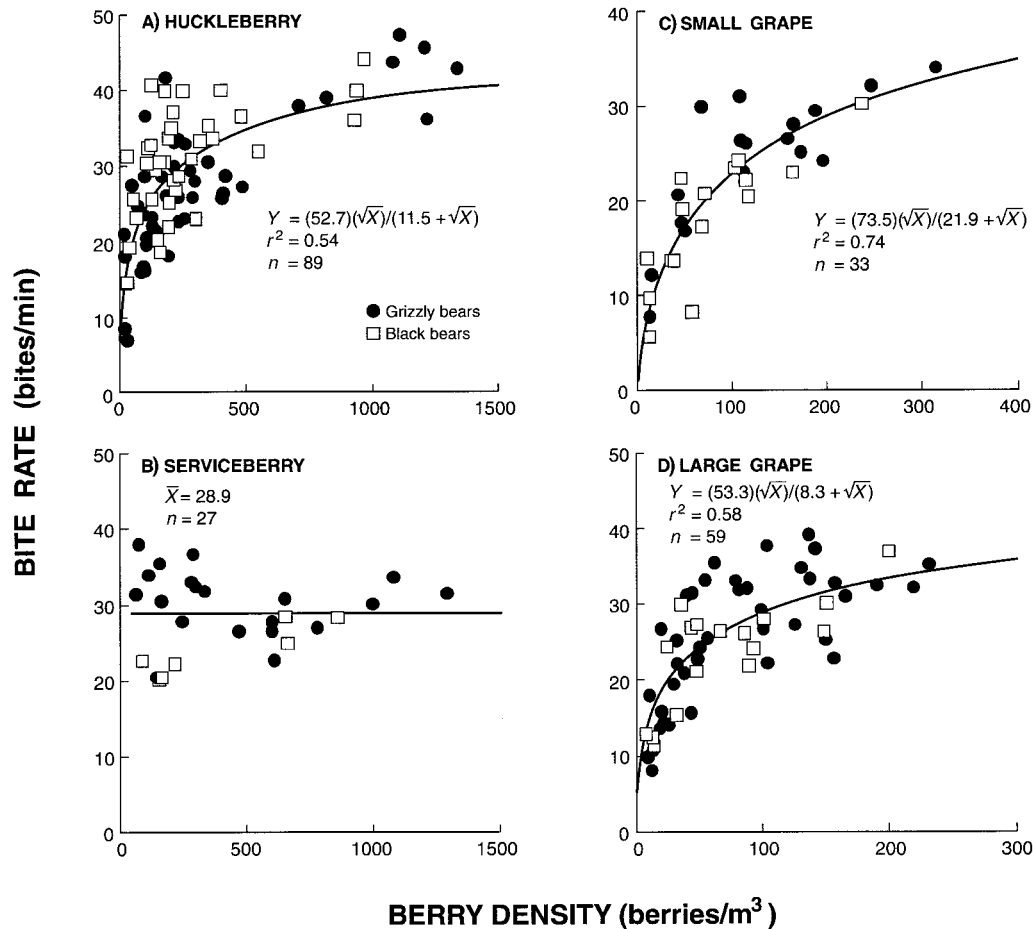 BITE RATE (bites/min)
A) HUCKLEBERRY
50
40
30
20
10
0
Y = (52.7)(√X)/(11.5 + √X)
r² = 0.54
n = 89
Grizzly bears
Black bears
0 500 1000 1500
C) SMALL GRAPE
40
30
20
10
0
Y = (73.5)(√X)/(21.9 + √X)
r² = 0.74
n = 33
0 100 200 300 400
B) SERVICEBERRY
X̅ = 28.9
n = 27
50
40
30
20
10
0
0 500 1000 1500
D) LARGE GRAPE
Y = (53.3)(√X)/(8.3 + √X)
r² = 0.58
n = 59
50
40
30
20
10
0
0 100 200 300
BERRY DENSITY (berries/m³)